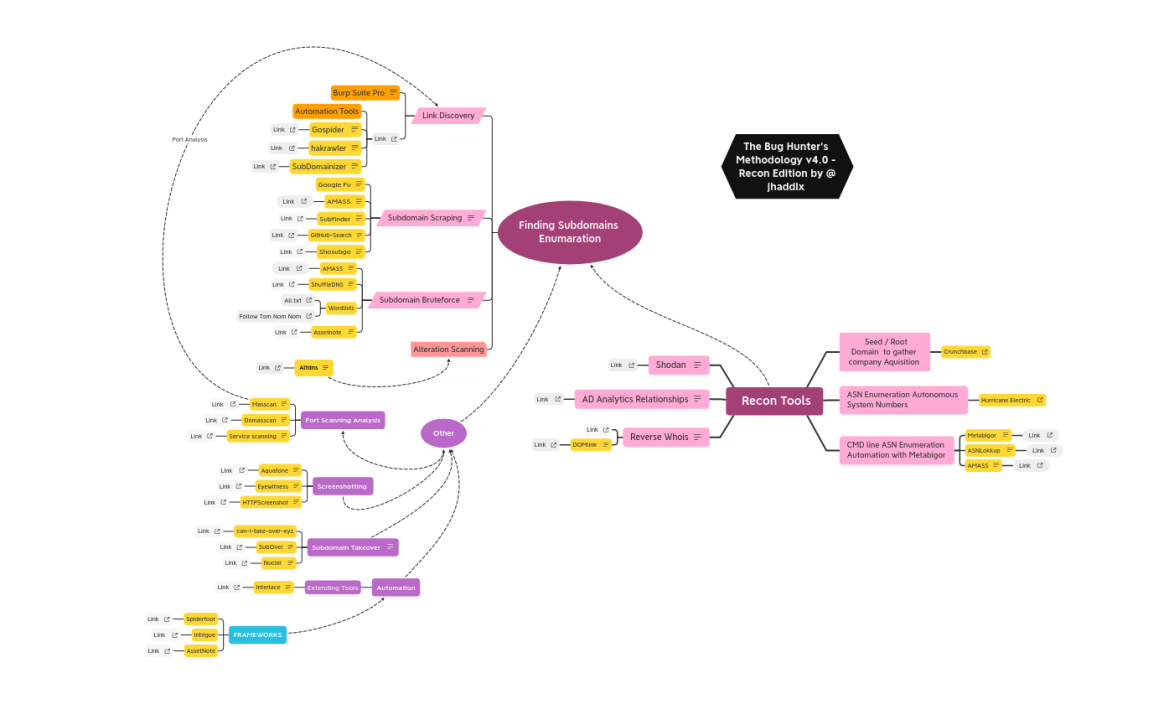 The Bug Hunter's
Methodology v4.0 -
Recon Edition by @
jhaddix
Finding Subdomains
Enumaration
Port Analysis
Link Discovery
Burp Suite Pro
Link
Automation Tools
Gospider
Link
hakrawler
Link
SubDomainizer
Link
Subdomain Scraping
Google Fu
AMASS
Link
Subfinder
Link
GitHub-Search
Link
Shosubgo
Link
Subdomain Bruteforce
AMASS
Link
ShuffleDNS
Link
Wordlists
All.txt
Follow Tom Nom Nom
Assetnote
Link
Alteration Scanning
Altdns
Link
Other
Port Scanning Analysis
Masscan
Link
Dnmasscan
Link
Service scanning
Link
Screenshotting
Aquatone
Link
Eyewitness
Link
HTTPScreenshot
Link
Subdomain Takeover
can-i-take-over-xyz
Link
SubOver
Link
Nuclei
Link
Automation
Extending Tools
Interlace
Link
FRAMEWORKS
Spiderfoor
Link
Intrigue
Link
AssetNote
Link
Recon Tools
Shodan
Link
AD Analytics Relationships
Link
Reverse Whois
Link
DOMlink
Link
Seed / Root
Domain to gather
company Aquisition
Crunchbase
ASN Enumeration Autonomous
System Numbers
Hurricane Electric
CMD line ASN Enumeration
Automation with Metabigor
Metabigor
Link
ASNLokkup
Link
AMASS
Link